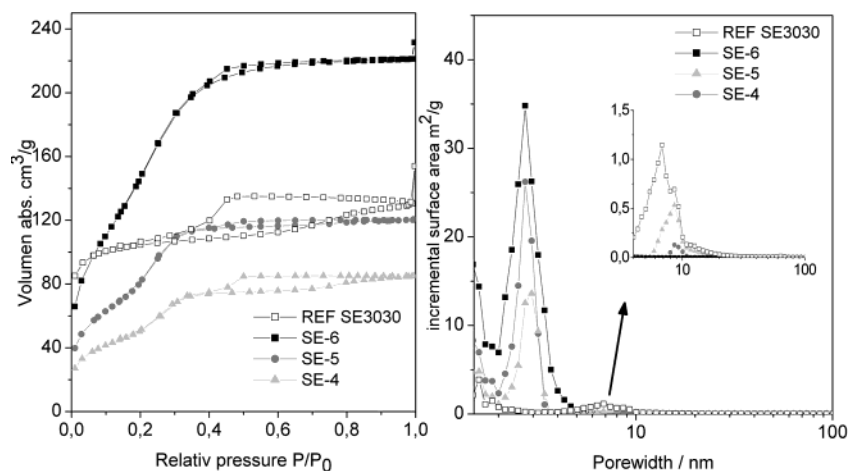 240
200
160
120
80
40
0
0,0
0,2
0,4
0,6
0,8
1,0
Volumen abs. cm³/g
Relativ pressure P/P0
REF SE3030
SE-6
SE-5
SE-4
40
30
20
10
0
10
100
incremental surface area m²/g
Porewidth / nm
REF SE3030
SE-6
SE-5
SE-4
1,5
1,0
0,5
0,0
10
100